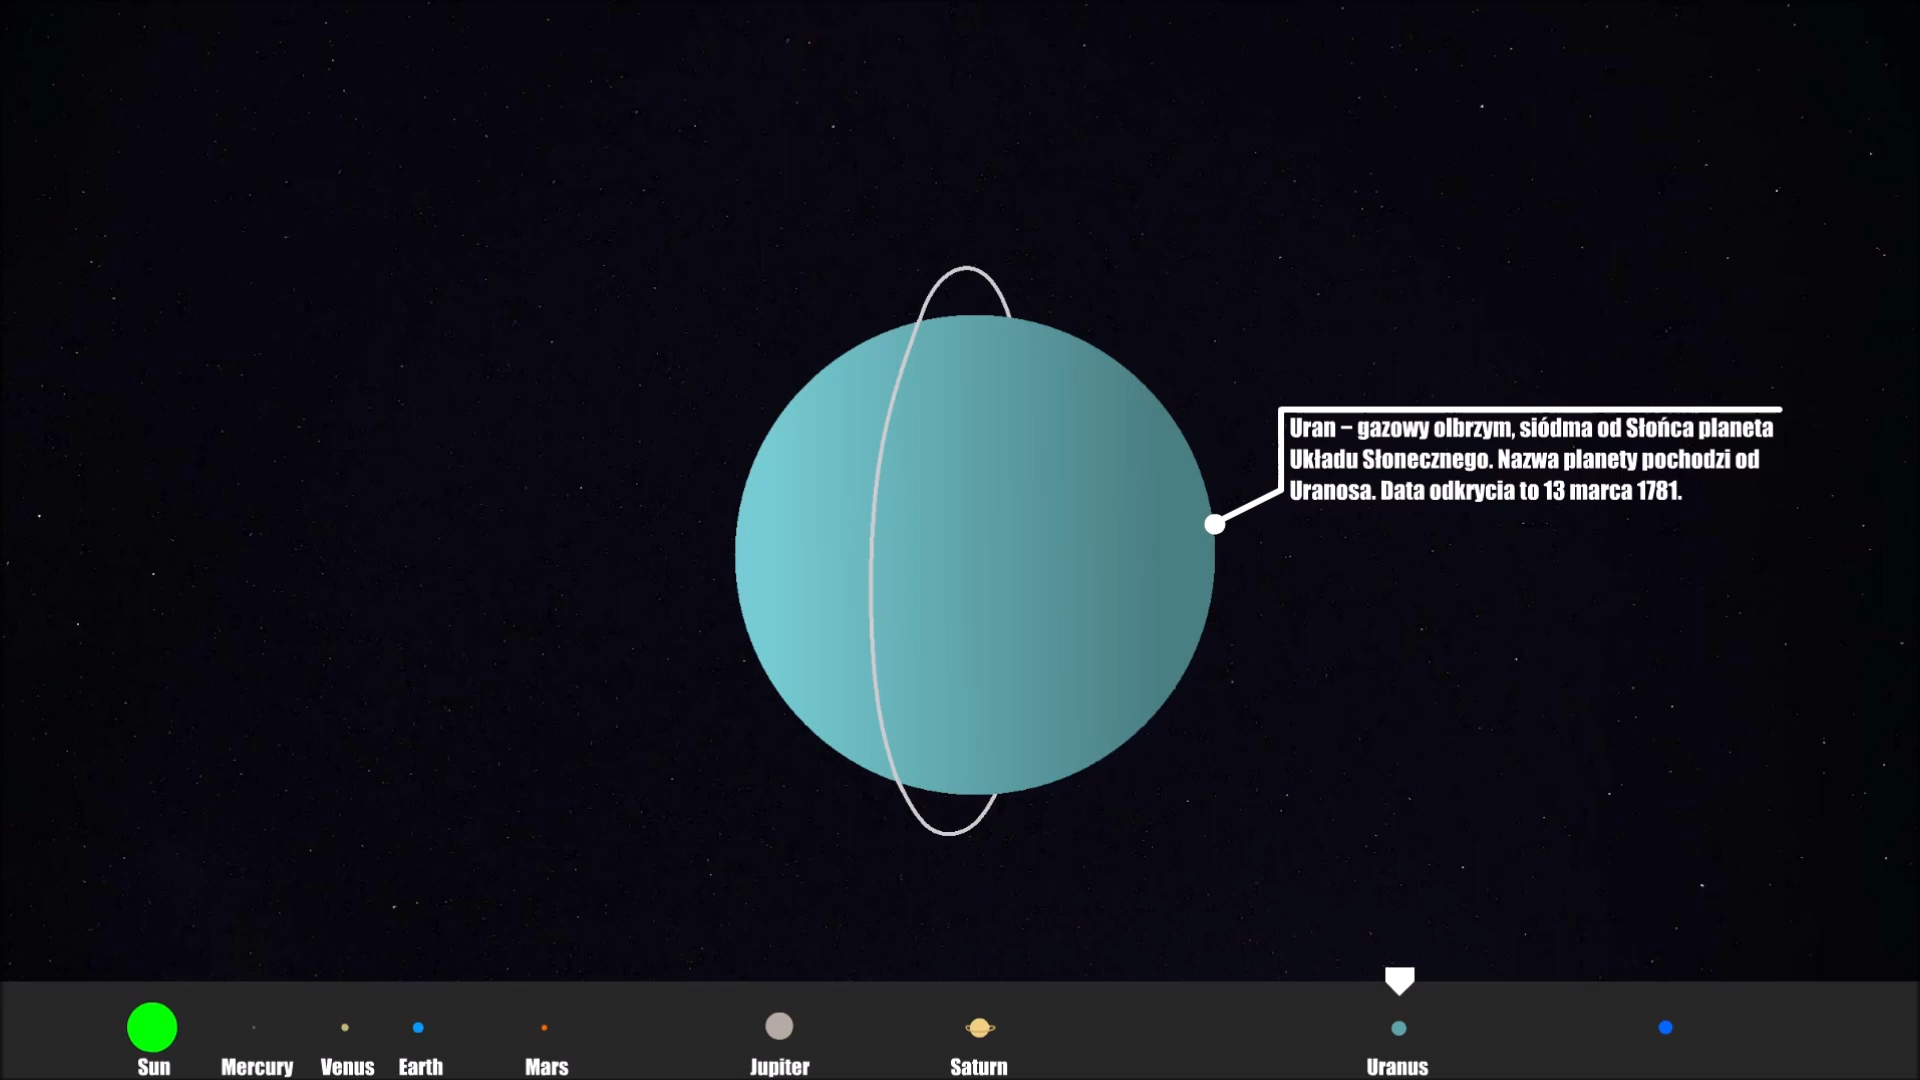 Uran – gazowy olbrzym, siódma od Słońca planeta
Układu Słonecznego. Nazwa planety pochodzi od
Uranosa. Data odkrycia to 13 marca 1781.
Sun
Mercury
Venus
Earth
Mars
Jupiter
Saturn
Uranus